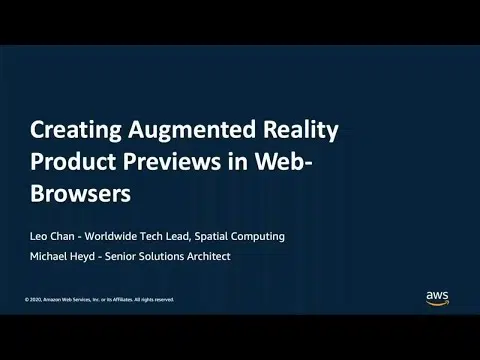 Creating Augmented Reality
Product Previews in Web-
Browsers
Leo Chan - Worldwide Tech Lead, Spatial Computing
Michael Heyd - Senior Solutions Architect
© 2020, Amazon Web Services, Inc. or its Affiliates. All rights reserved.
aws